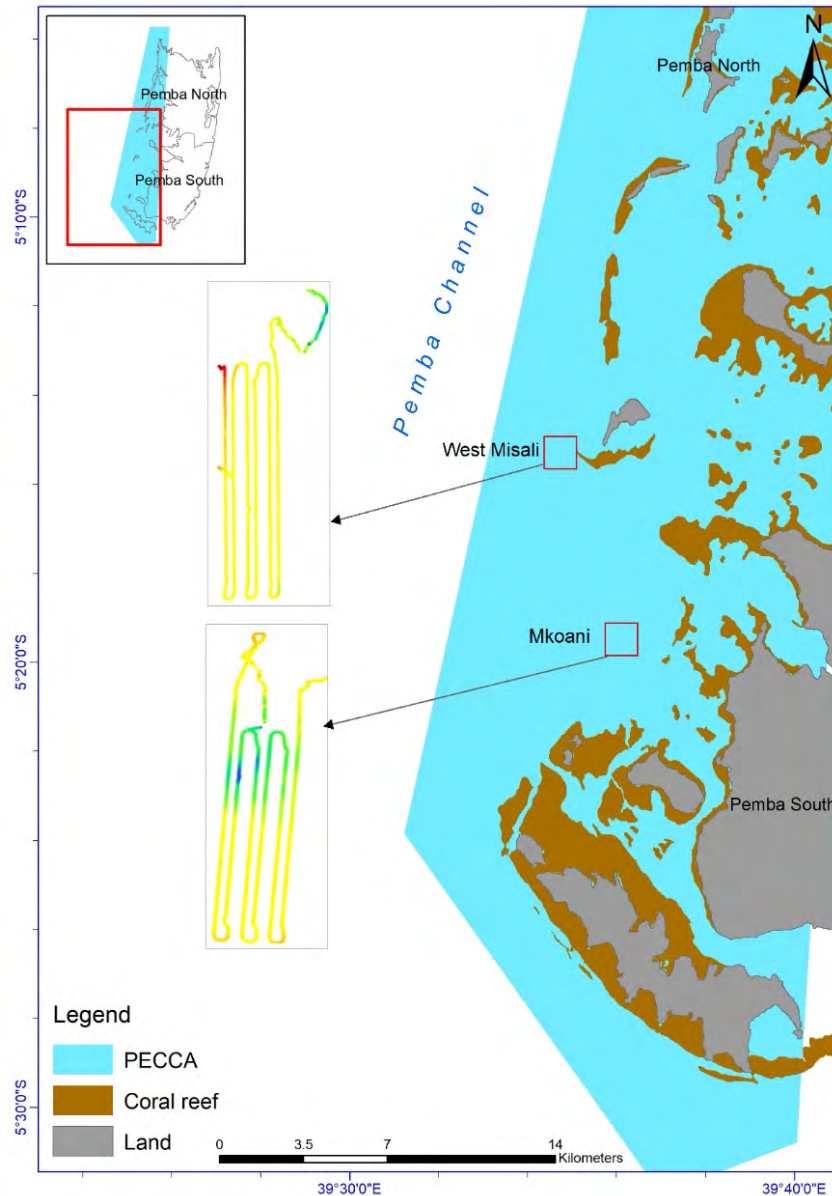 N
Pemba North
Pemba North
Pemba South
5°10'0"S
Pemba Channel
West Misali
Mkoani
5°20'0"S
Pemba South
Legend
PECCA
Coral reef
Land
5°30'0"S
0 3.5 7 14
Kilometers
39°30'0"E 39°40'0"E